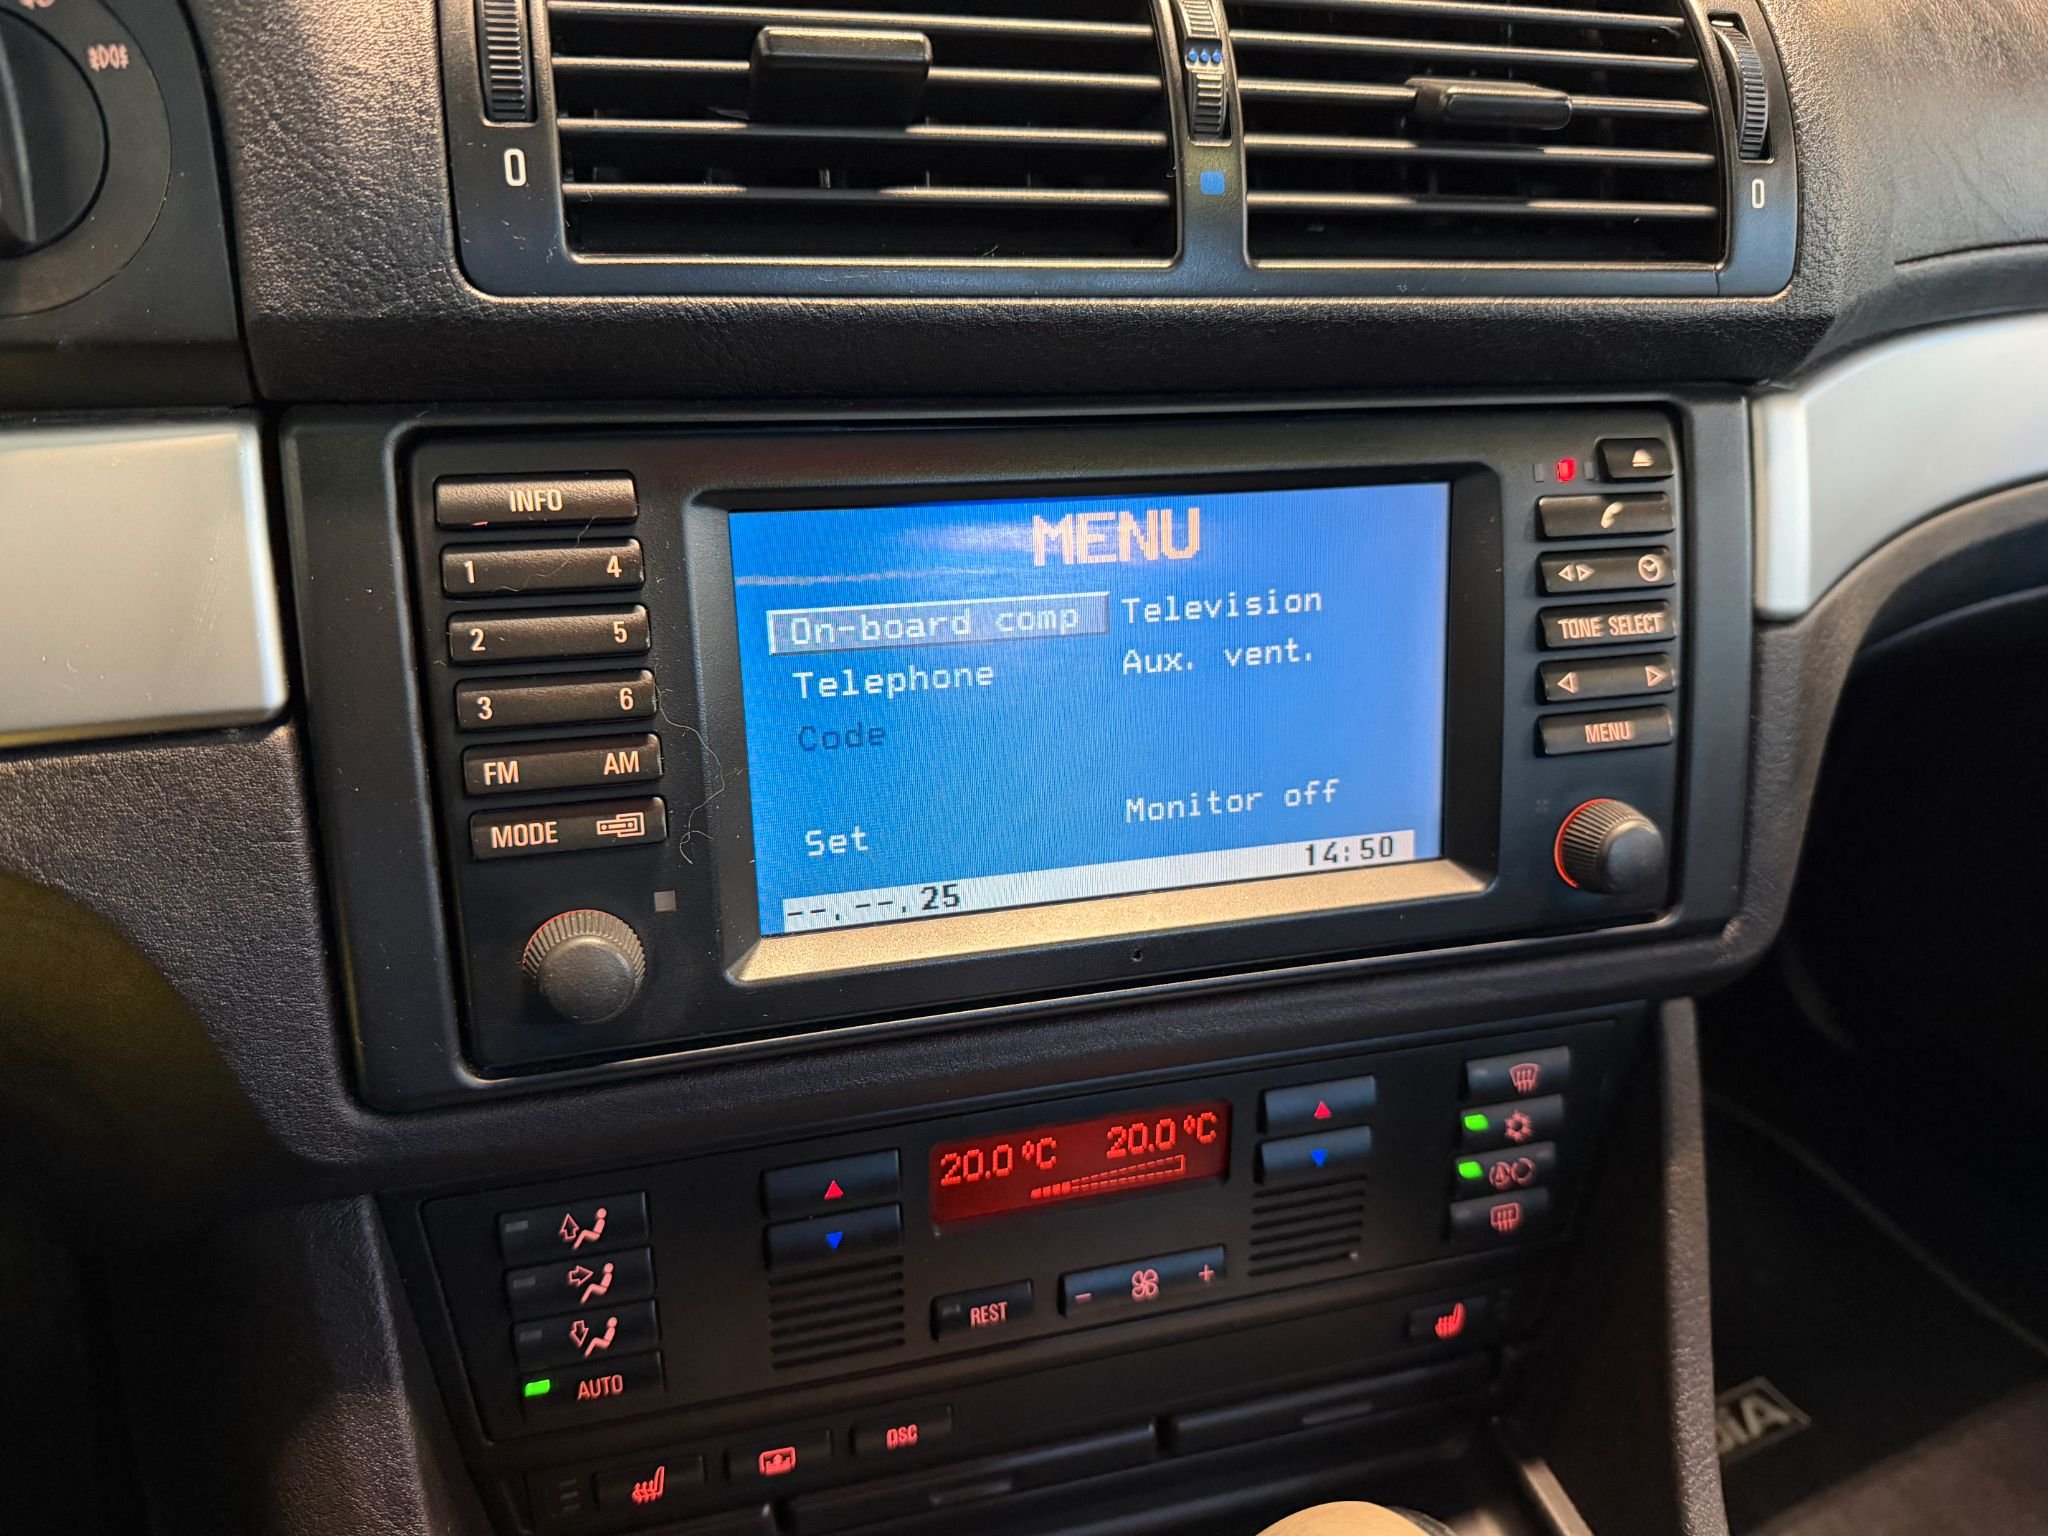 0
0
INFO
1 4
2 5
3 6
FM AM
MODE
MENU
On-board comp
Television
Telephone
Aux. vent.
Code
Monitor off
Set
--.--.25
14:50
TONE SELECT
MENU
20.0 °C
20.0 °C
REST
- +
AUTO
DSC